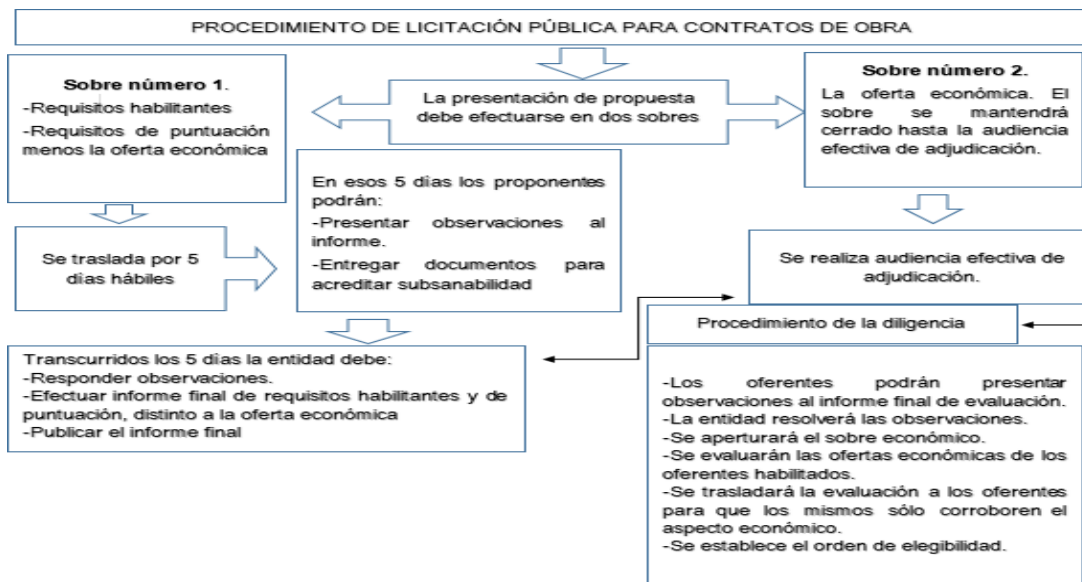 PROCEDIMIENTO DE LICITACIÓN PÚBLICA PARA CONTRATOS DE OBRA
Sobre número 1.
-Requisitos habilitantes
-Requisitos de puntuación
menos la oferta económica
La presentación de propuesta
debe efectuarse en dos sobres
Sobre número 2.
La oferta económica. El
sobre se mantendrá
cerrado hasta la audiencia
efectiva de adjudicación.
Se traslada por 5
días hábiles
En esos 5 días los proponentes
podrán:
-Presentar observaciones al
informe.
-Entregar documentos para
acreditar subsanabilidad
Se realiza audiencia efectiva de
adjudicación.
Transcurridos los 5 días la entidad debe:
-Responder observaciones.
-Efectuar informe final de requisitos habilitantes y de
puntuación, distinto a la oferta económica
-Publicar el informe final
Procedimiento de la diligencia
-Los oferentes podrán presentar
observaciones al informe final de evaluación.
-La entidad resolverá las observaciones.
-Se aperturará el sobre económico.
-Se evaluarán las ofertas económicas de los
oferentes habilitados.
-Se trasladará la evaluación a los oferentes
para que los mismos sólo corroboren el
aspecto económico.
-Se establece el orden de elegibilidad.